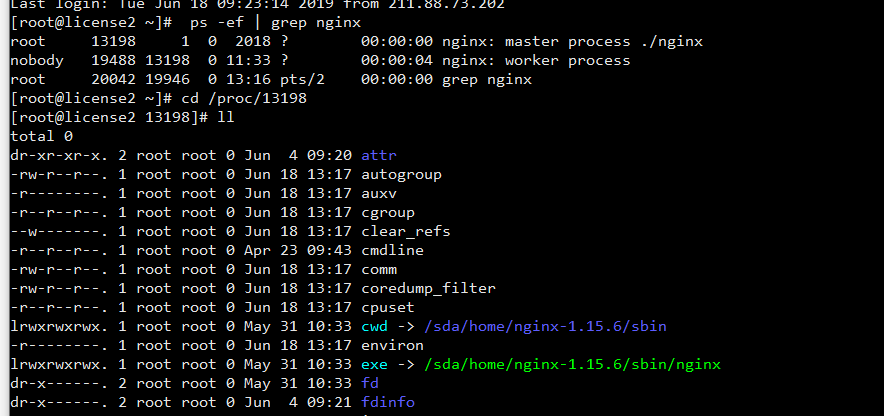 Last login: Tue Jun 18 09:23:14 2019 from 211.88.73.202
[root@license2 ~]#  ps -ef | grep nginx
root     13198     1  0  2018 ?        00:00:00 nginx: master process ./nginx
nobody   19488 13198  0 11:33 ?        00:00:04 nginx: worker process
root     20042 19946  0 13:16 pts/2    00:00:00 grep nginx
[root@license2 ~]# cd /proc/13198
[root@license2 13198]# ll
total 0
dr-xr-xr-x. 2 root root 0 Jun  4 09:20 attr
-rw-r--r--. 1 root root 0 Jun 18 13:17 autogroup
-r--------. 1 root root 0 Jun 18 13:17 auxv
-r--r--r--. 1 root root 0 Jun 18 13:17 cgroup
--w-------. 1 root root 0 Jun 18 13:17 clear_refs
-r--r--r--. 1 root root 0 Apr 23 09:43 cmdline
-rw-r--r--. 1 root root 0 Jun 18 13:17 comm
-rw-r--r--. 1 root root 0 Jun 18 13:17 coredump_filter
-r--r--r--. 1 root root 0 Jun 18 13:17 cpuset
lrwxrwxrwx. 1 root root 0 May 31 10:33 cwd -> /sda/home/nginx-1.15.6/sbin
-r--------. 1 root root 0 Jun 18 13:17 environ
lrwxrwxrwx. 1 root root 0 May 31 10:33 exe -> /sda/home/nginx-1.15.6/sbin/nginx
dr-x------. 2 root root 0 May 31 10:33 fd
dr-x------. 2 root root 0 Jun  4 09:21 fdinfo